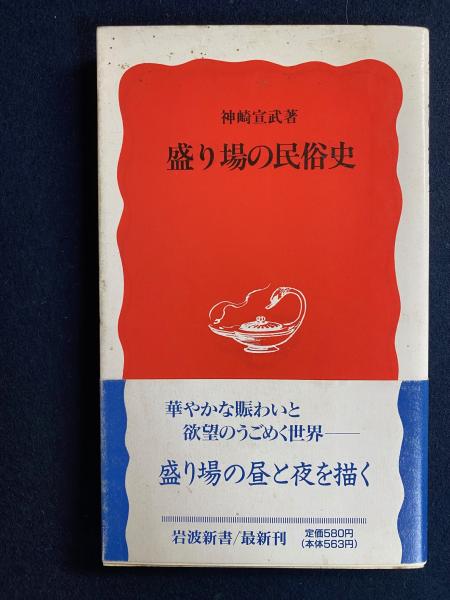 神崎宣武著
盛り場の民俗史
華やかな賑わいと
欲望のうごめく世界――
盛り場の昼と夜を描く
岩波新書/最新刊
定価580円
(本体563円)